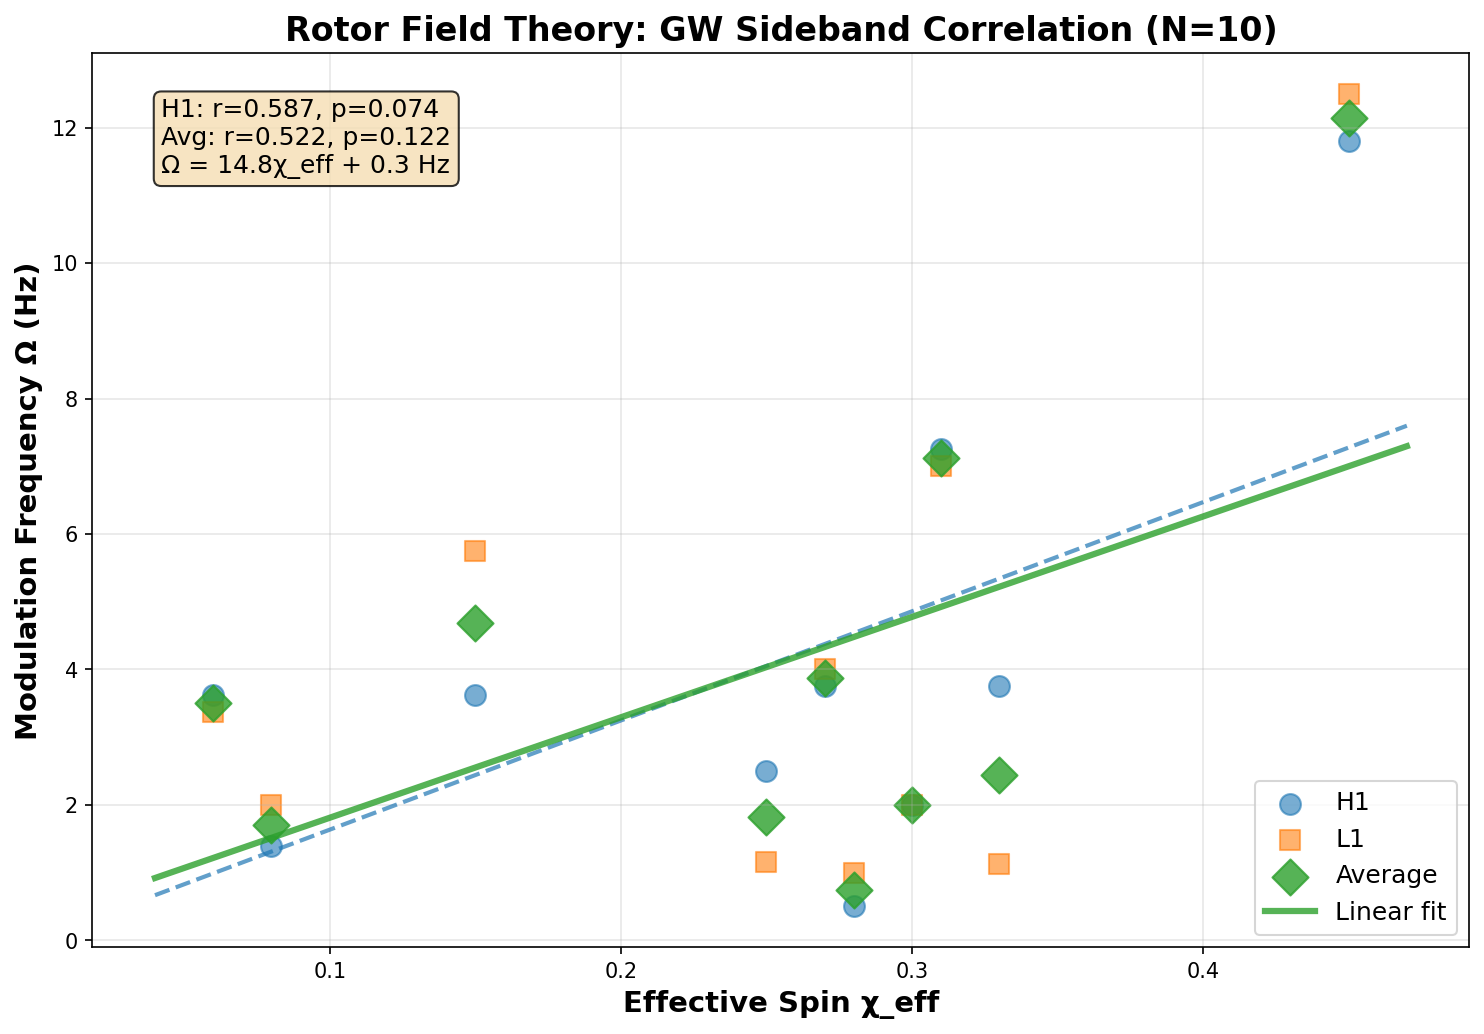 Rotor Field Theory: GW Sideband Correlation (N=10)
H1: r=0.587, p=0.074
Avg: r=0.522, p=0.122
Ω = 14.8χ_eff + 0.3 Hz
Modulation Frequency Ω (Hz)
12
10
8
6
4
2
0
H1
L1
Average
Linear fit
0.1
0.2
0.3
0.4
Effective Spin χ_eff